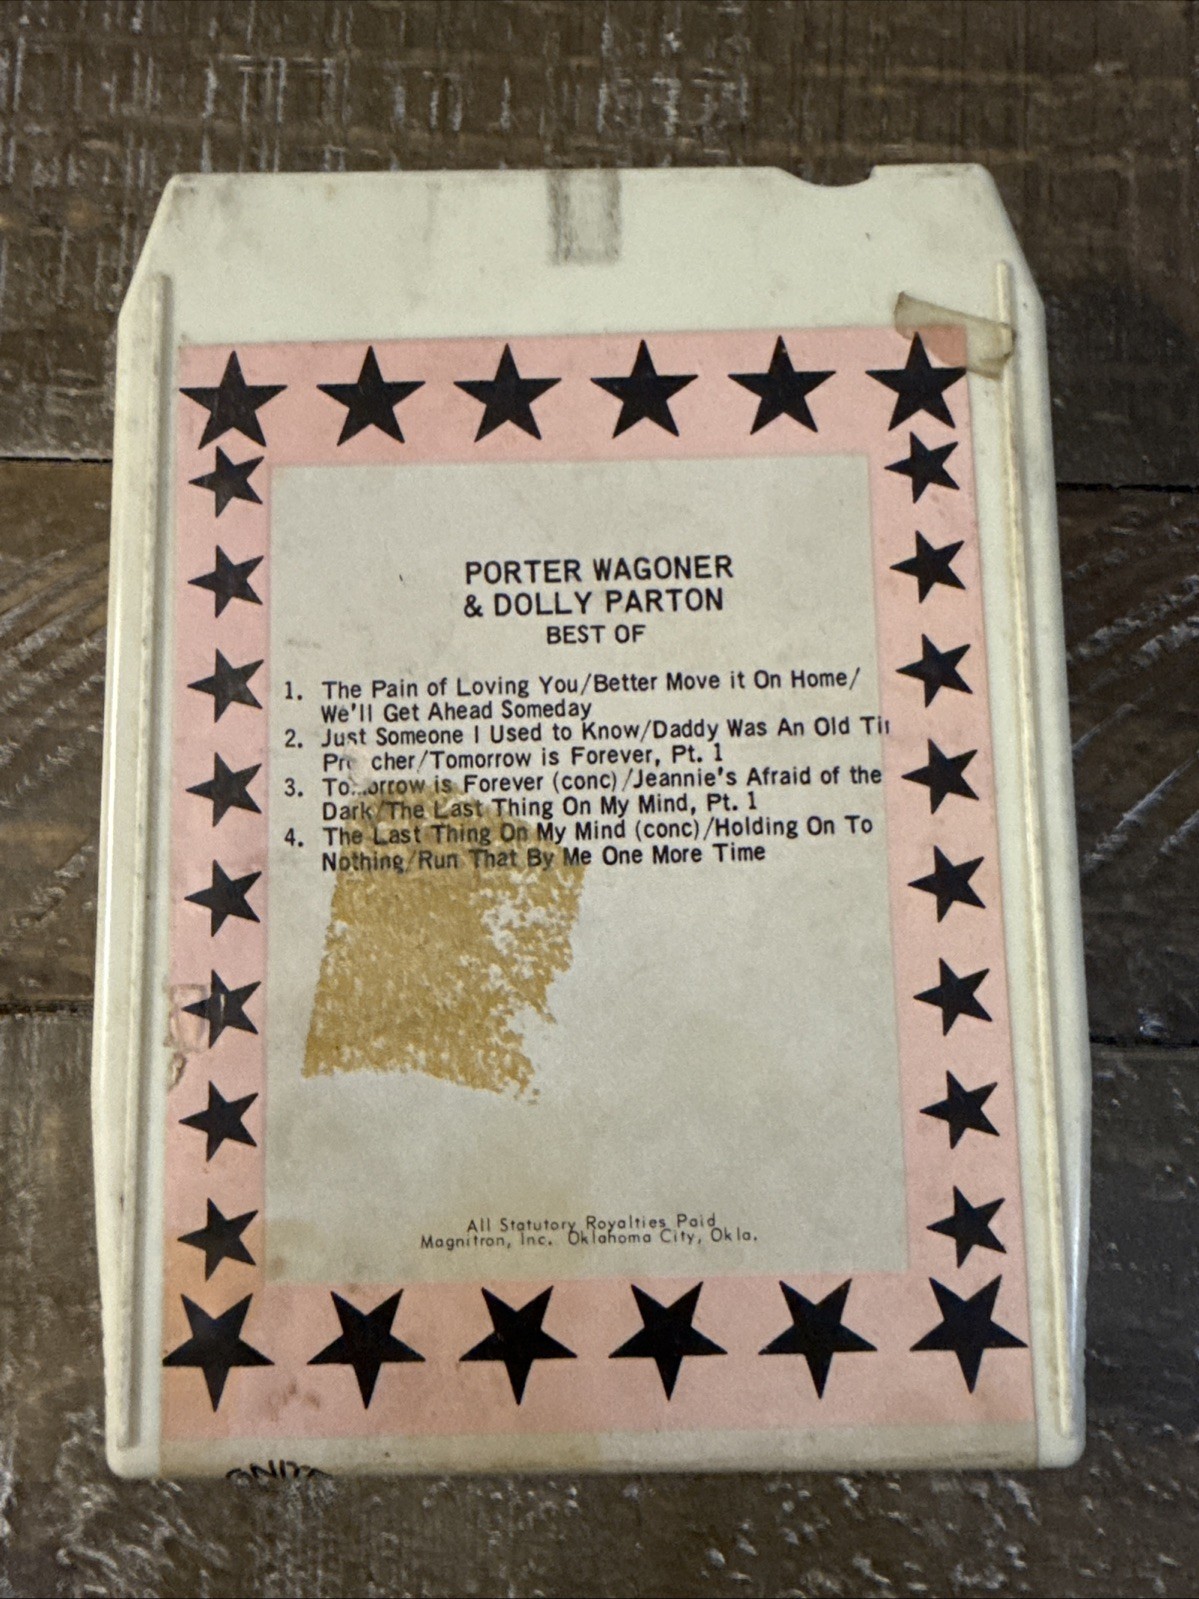 PORTER WAGONER
& DOLLY PARTON
BEST OF
1. The Pain of Loving You/Better Move it On Home/
We'll Get Ahead Someday
2. Just Someone I Used to Know/Daddy Was An Old
cher/Tomorrow is Forever, Pt. 1
3. is Forever (conc)/Jeannie's Afraid of the
Dark/The Last Thing On My Mind, Pt. 1
4. The Last Thing On My Mind (conc)/Holding On To
Nothing/Run That By Me One More Time
All Statutory Royalties Paid
Magnitron, Inc. Oklahoma City, Okla.